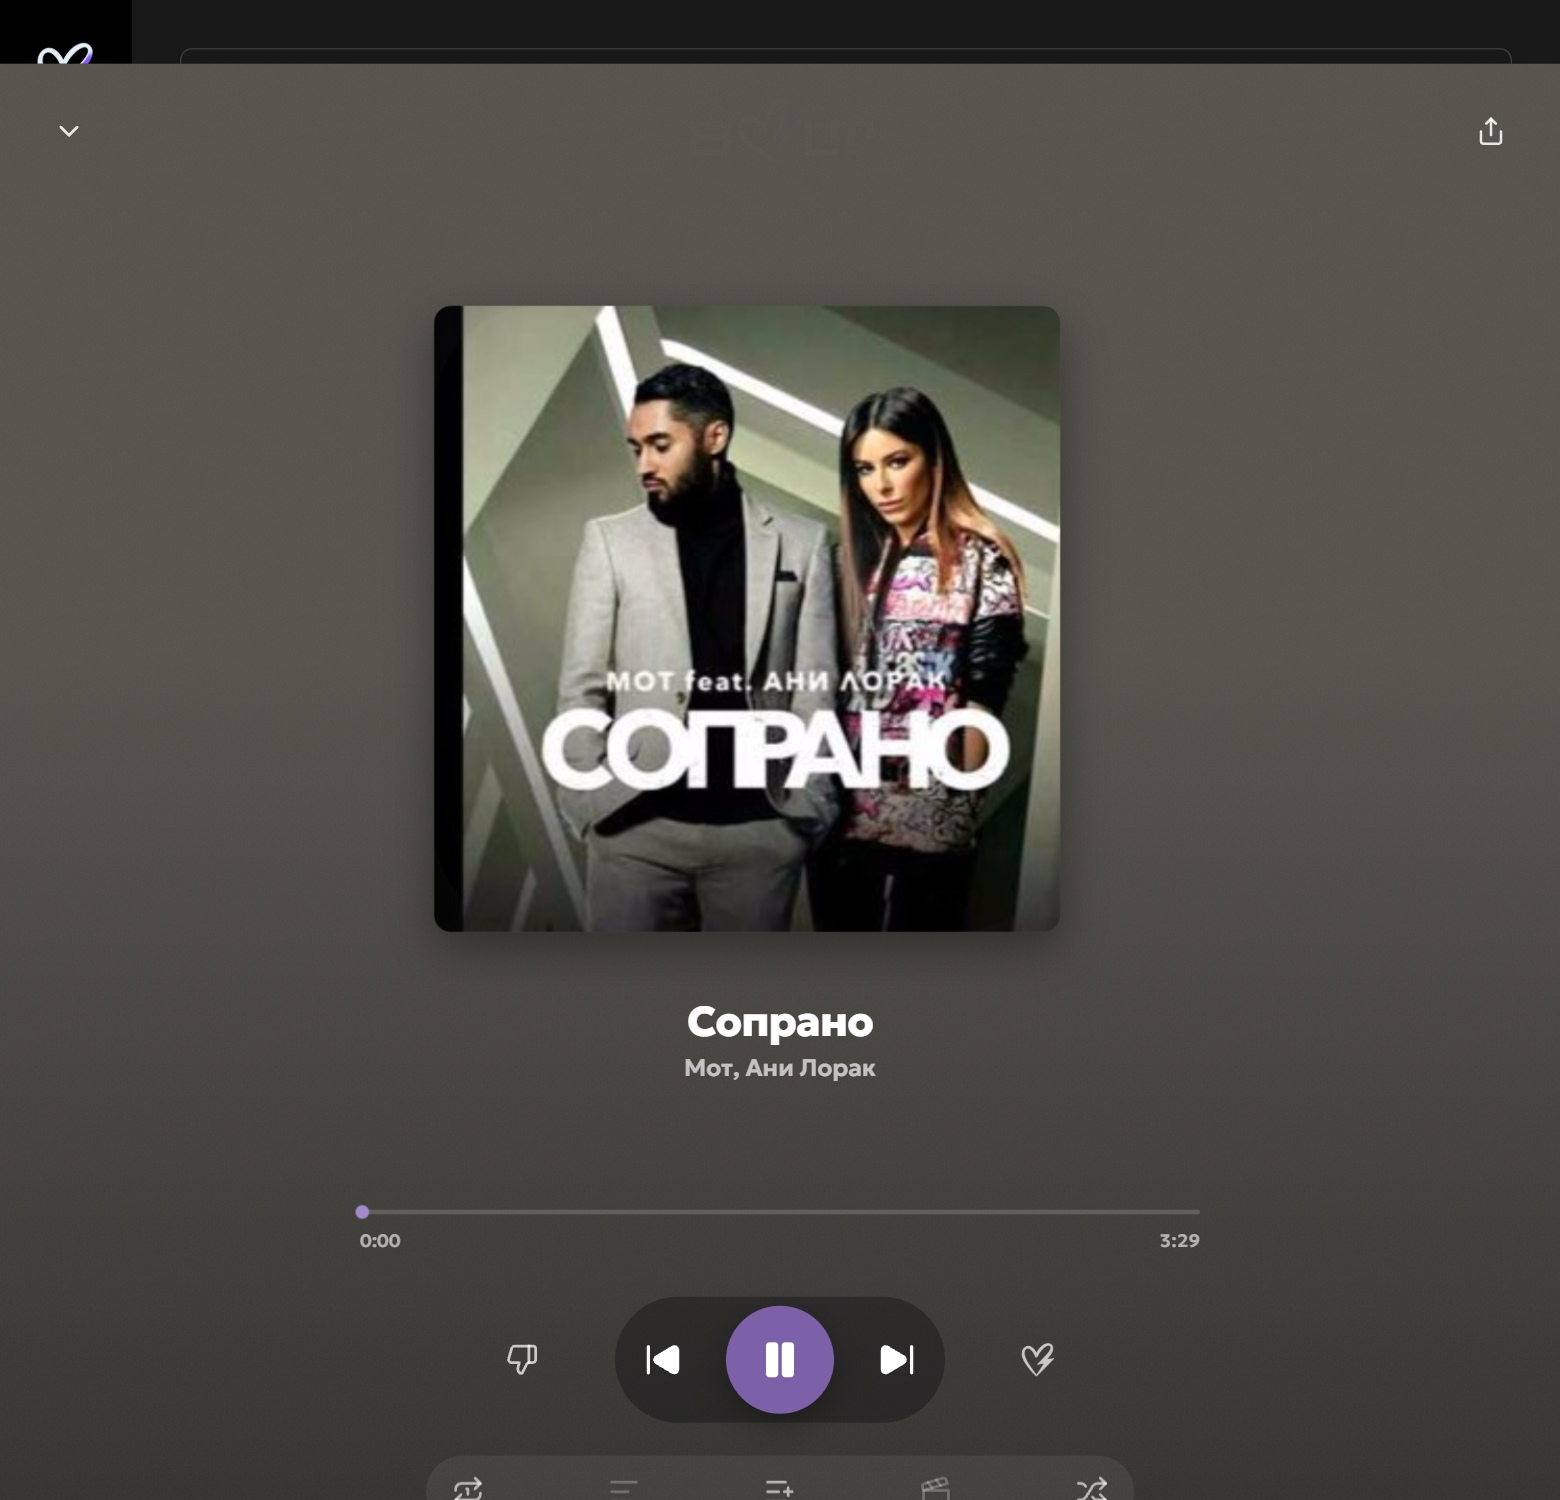 МОТ feat. АНИ ЛОРАК
СОПРАНО
Сопрано
Мот, Ани Лорак
0:00
3:29